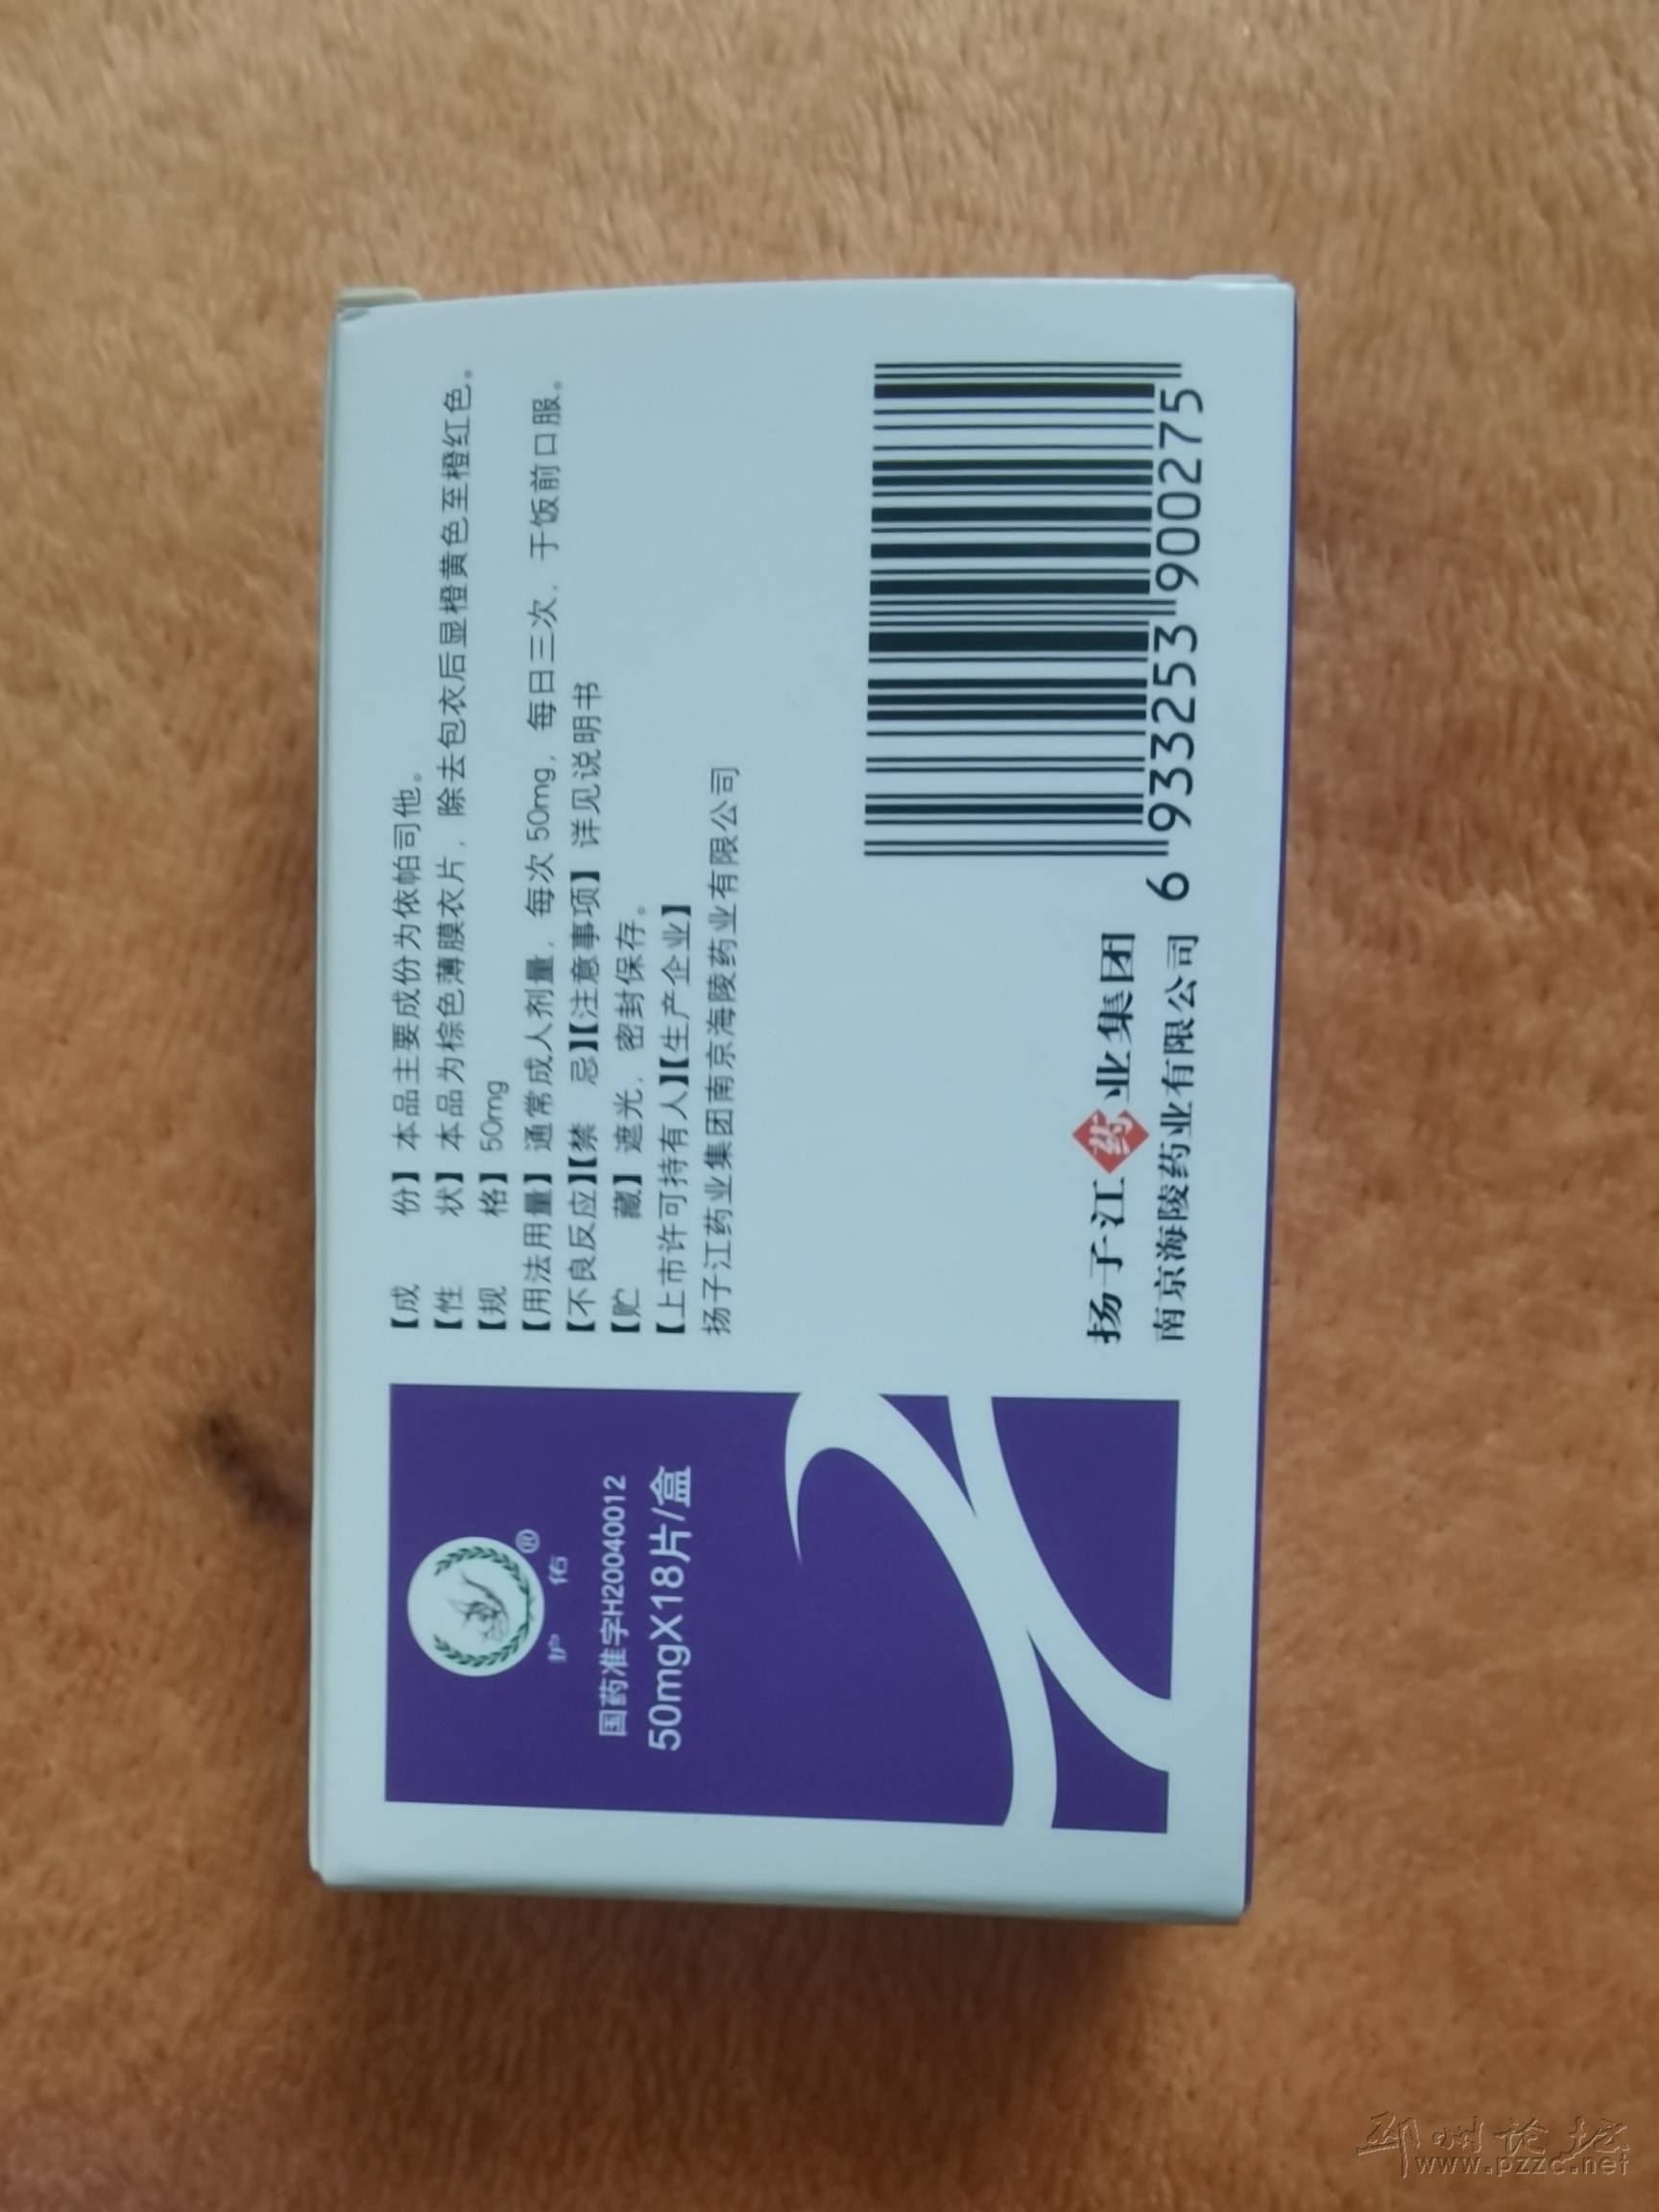 护 佑®
国药准字H20040012
50mgX18片/盒
【成 份】本品主要成份为依帕司他。
【性 状】本品为棕色薄膜衣片，除去包衣后显橙黄色至橙红色。
【规 格】50mg
【用法用量】通常成人剂量，每次50mg，每日三次，于饭前口服。
【不良反应】【禁 忌】【注意事项】详见说明书
【贮 藏】遮光，密封保存。
【上市许可持有人】【生产企业】
扬子江药业集团南京海陵药业有限公司
扬子江药业集团
南京海陵药业有限公司
6 933253 900275
邳州论坛
www.pzzc.net